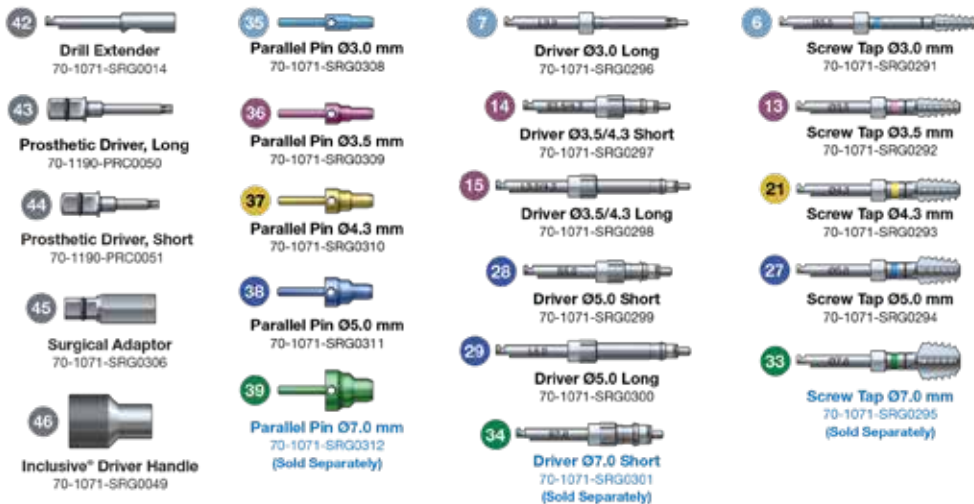 42
Drill Extender
70-1071-SRG0014
43
Prosthetic Driver, Long
70-1190-PRC0050
44
Prosthetic Driver, Short
70-1190-PRC0051
45
Surgical Adaptor
70-1071-SRG0306
46
Inclusive® Driver Handle
70-1071-SRG0049
35
Parallel Pin Ø3.0 mm
70-1071-SRG0308
36
Parallel Pin Ø3.5 mm
70-1071-SRG0309
37
Parallel Pin Ø4.3 mm
70-1071-SRG0310
38
Parallel Pin Ø5.0 mm
70-1071-SRG0311
39
Parallel Pin Ø7.0 mm
70-1071-SRG0312
(Sold Separately)
7
Driver Ø3.0 Long
70-1071-SRG0296
14
Driver Ø3.5/4.3 Short
70-1071-SRG0297
15
Driver Ø3.5/4.3 Long
70-1071-SRG0298
28
Driver Ø5.0 Short
70-1071-SRG0299
29
Driver Ø5.0 Long
70-1071-SRG0300
34
Driver Ø7.0 Short
70-1071-SRG0301
(Sold Separately)
6
Screw Tap Ø3.0 mm
70-1071-SRG0291
13
Screw Tap Ø3.5 mm
70-1071-SRG0292
21
Screw Tap Ø4.3 mm
70-1071-SRG0293
27
Screw Tap Ø5.0 mm
70-1071-SRG0294
33
Ø7.0
Screw Tap Ø7.0 mm
70-1071-SRG0295
(Sold Separately)